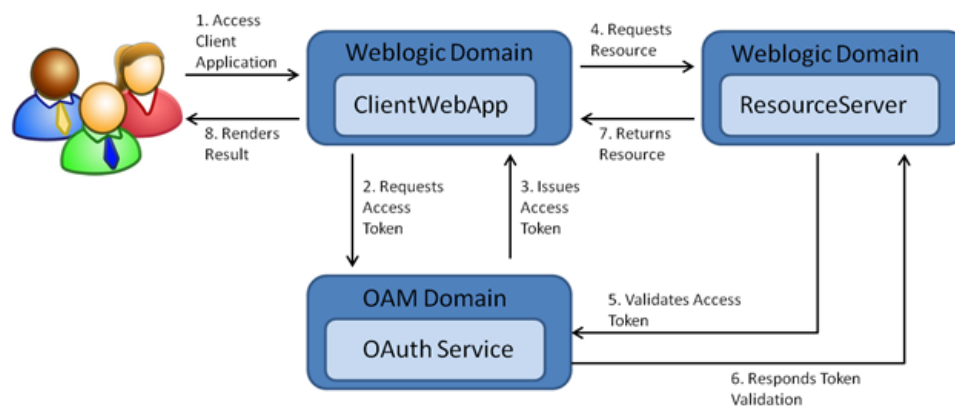 1. Access
Client
Application
Weblogic Domain
ClientWebApp
4. Requests
Resource
Weblogic Domain
ResourceServer
8. Renders
Result
7. Returns
Resource
2. Requests
Access
Token
3. Issues
Access
Token
OAM Domain
OAuth Service
5. Validates Access
Token
6. Responds Token
Validation